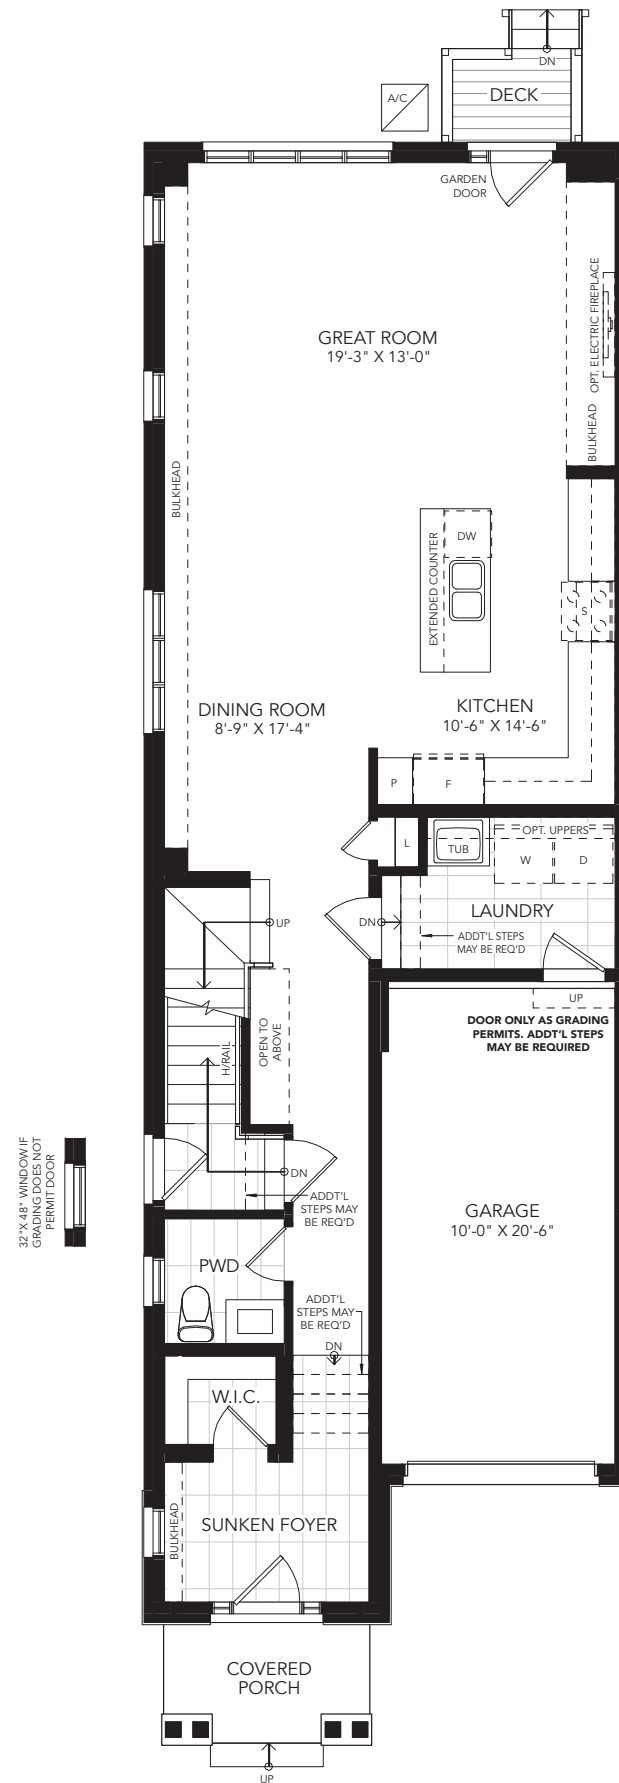 DN
DECK
A/C
GARDEN
DOOR
GREAT ROOM
19'-3" X 13'-0"
OPT. ELECTRIC FIREPLACE
BULKHEAD
BULKHEAD
DW
EXTENDED COUNTER
S
DINING ROOM
8'-9" X 17'-4"
KITCHEN
10'-6" X 14'-6"
P
F
L
TUB
OPT. UPPERS
W
D
LAUNDRY
DN
ADDT'L STEPS
MAY BE REQ'D
UP
UP
DOOR ONLY AS GRADING
PERMITS. ADDT'L STEPS
MAY BE REQUIRED
OPEN TO
ABOVE
H/RAIL
32"X 48" WINDOW IF
GRADING DOES NOT
PERMIT DOOR
DN
ADDT'L
STEPS MAY
BE REQ'D
GARAGE
10'-0" X 20'-6"
PWD
ADDT'L
STEPS MAY
BE REQ'D
DN
W.I.C.
BULKHEAD
SUNKEN FOYER
COVERED
PORCH
UP